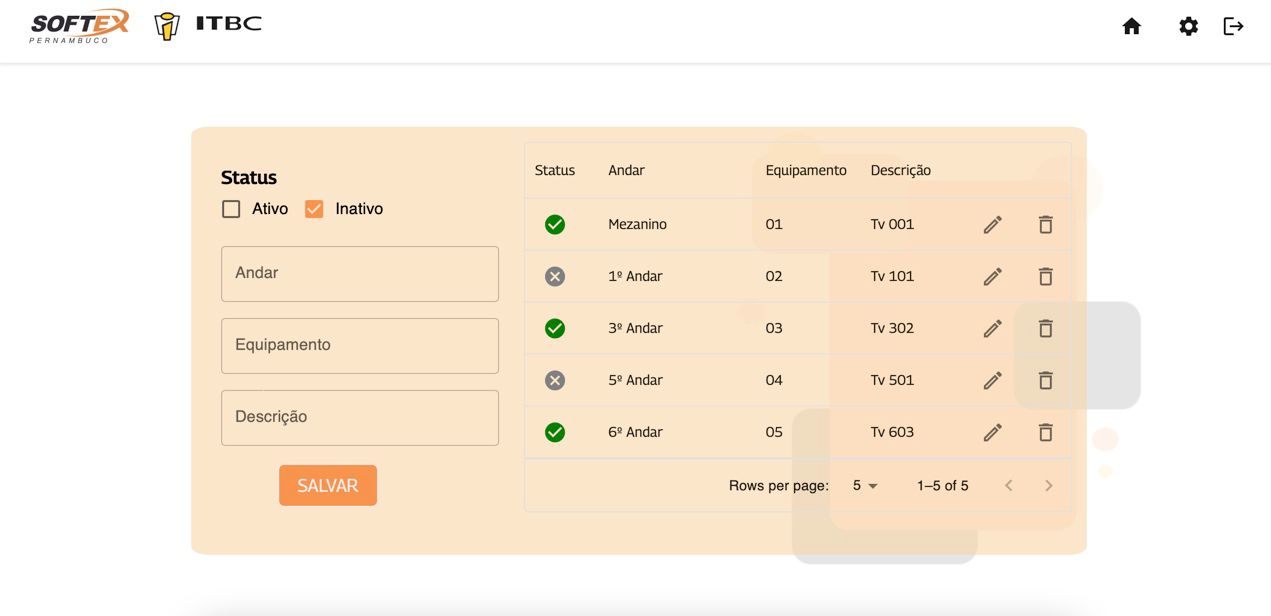 SOFTEX
PERNAMBUCO
ITBC
Status
Ativo Inativo
Andar
Equipamento
Descrição
SALVAR
Status Andar Equipamento Descrição
Mezanino 01 Tv 001
1º Andar 02 Tv 101
3º Andar 03 Tv 302
5º Andar 04 Tv 501
6º Andar 05 Tv 603
Rows per page: 5 1–5 of 5